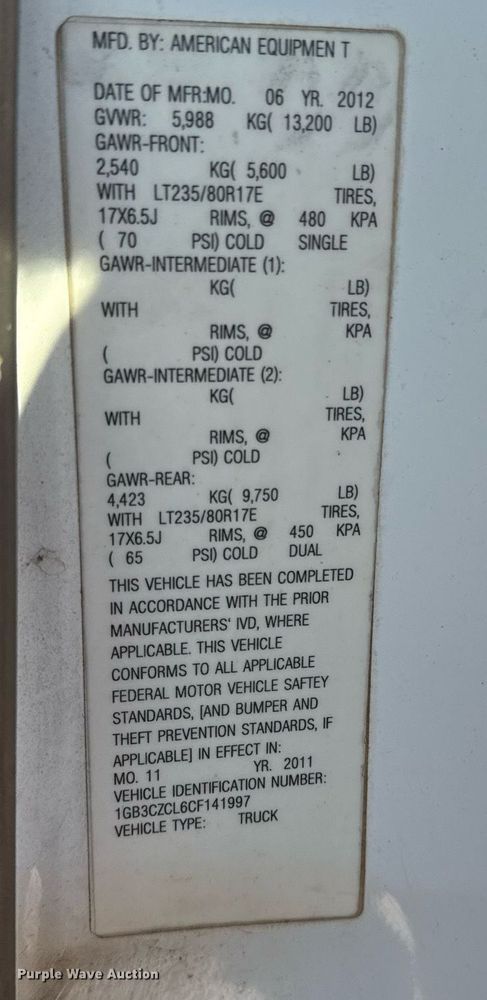 MFD. BY: AMERICAN EQUIPMEN T
DATE OF MFR:MO. 06 YR. 2012
GVWR: 5,988 KG( 13,200 LB)
GAWR-FRONT:
2,540 KG( 5,600 LB)
WITH LT235/80R17E TIRES,
17X6.5J RIMS, @ 480 KPA
( 70 PSI) COLD SINGLE
GAWR-INTERMEDIATE (1):
KG( LB)
WITH TIRES,
RIMS, @ KPA
( PSI) COLD
GAWR-INTERMEDIATE (2):
KG( LB)
WITH TIRES,
RIMS, @ KPA
( PSI) COLD
GAWR-REAR:
4,423 KG( 9,750 LB)
WITH LT235/80R17E TIRES,
17X6.5J RIMS, @ 450 KPA
( 65 PSI) COLD DUAL
THIS VEHICLE HAS BEEN COMPLETED
IN ACCORDANCE WITH THE PRIOR
MANUFACTURERS' IVD, WHERE
APPLICABLE. THIS VEHICLE
CONFORMS TO ALL APPLICABLE
FEDERAL MOTOR VEHICLE SAFTEY
STANDARDS, [AND BUMPER AND
THEFT PREVENTION STANDARDS, IF
APPLICABLE] IN EFFECT IN:
MO. 11 YR. 2011
VEHICLE IDENTIFICATION NUMBER:
1GB3CZCL6CF141997
VEHICLE TYPE: TRUCK
Purple Wave Auction